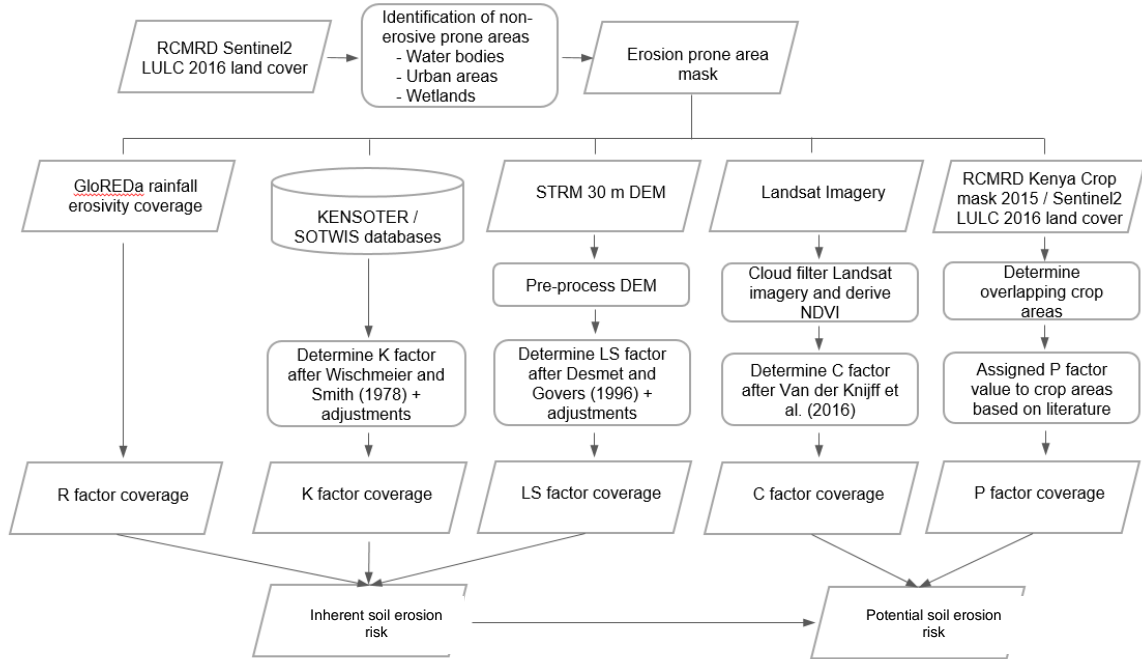 RCMRD Sentinel2
LULC 2016 land cover
Identification of non-
erosive prone areas
- Water bodies
- Urban areas
- Wetlands
Erosion prone area
mask
GloREDa rainfall
erosivity coverage
KENSOTER /
SOTWIS databases
STRM 30 m DEM
Landsat Imagery
RCMRD Kenya Crop
mask 2015 / Sentinel2
LULC 2016 land cover
Pre-process DEM
Cloud filter Landsat
imagery and derive
NDVI
Determine
overlapping crop
areas
Determine K factor
after Wischmeier and
Smith (1978) +
adjustments
Determine LS factor
after Desmet and
Govers (1996) +
adjustments
Determine C factor
after Van der Knijff et
al. (2016)
Assigned P factor
value to crop areas
based on literature
R factor coverage
K factor coverage
LS factor coverage
C factor coverage
P factor coverage
Inherent soil erosion
risk
Potential soil erosion
risk